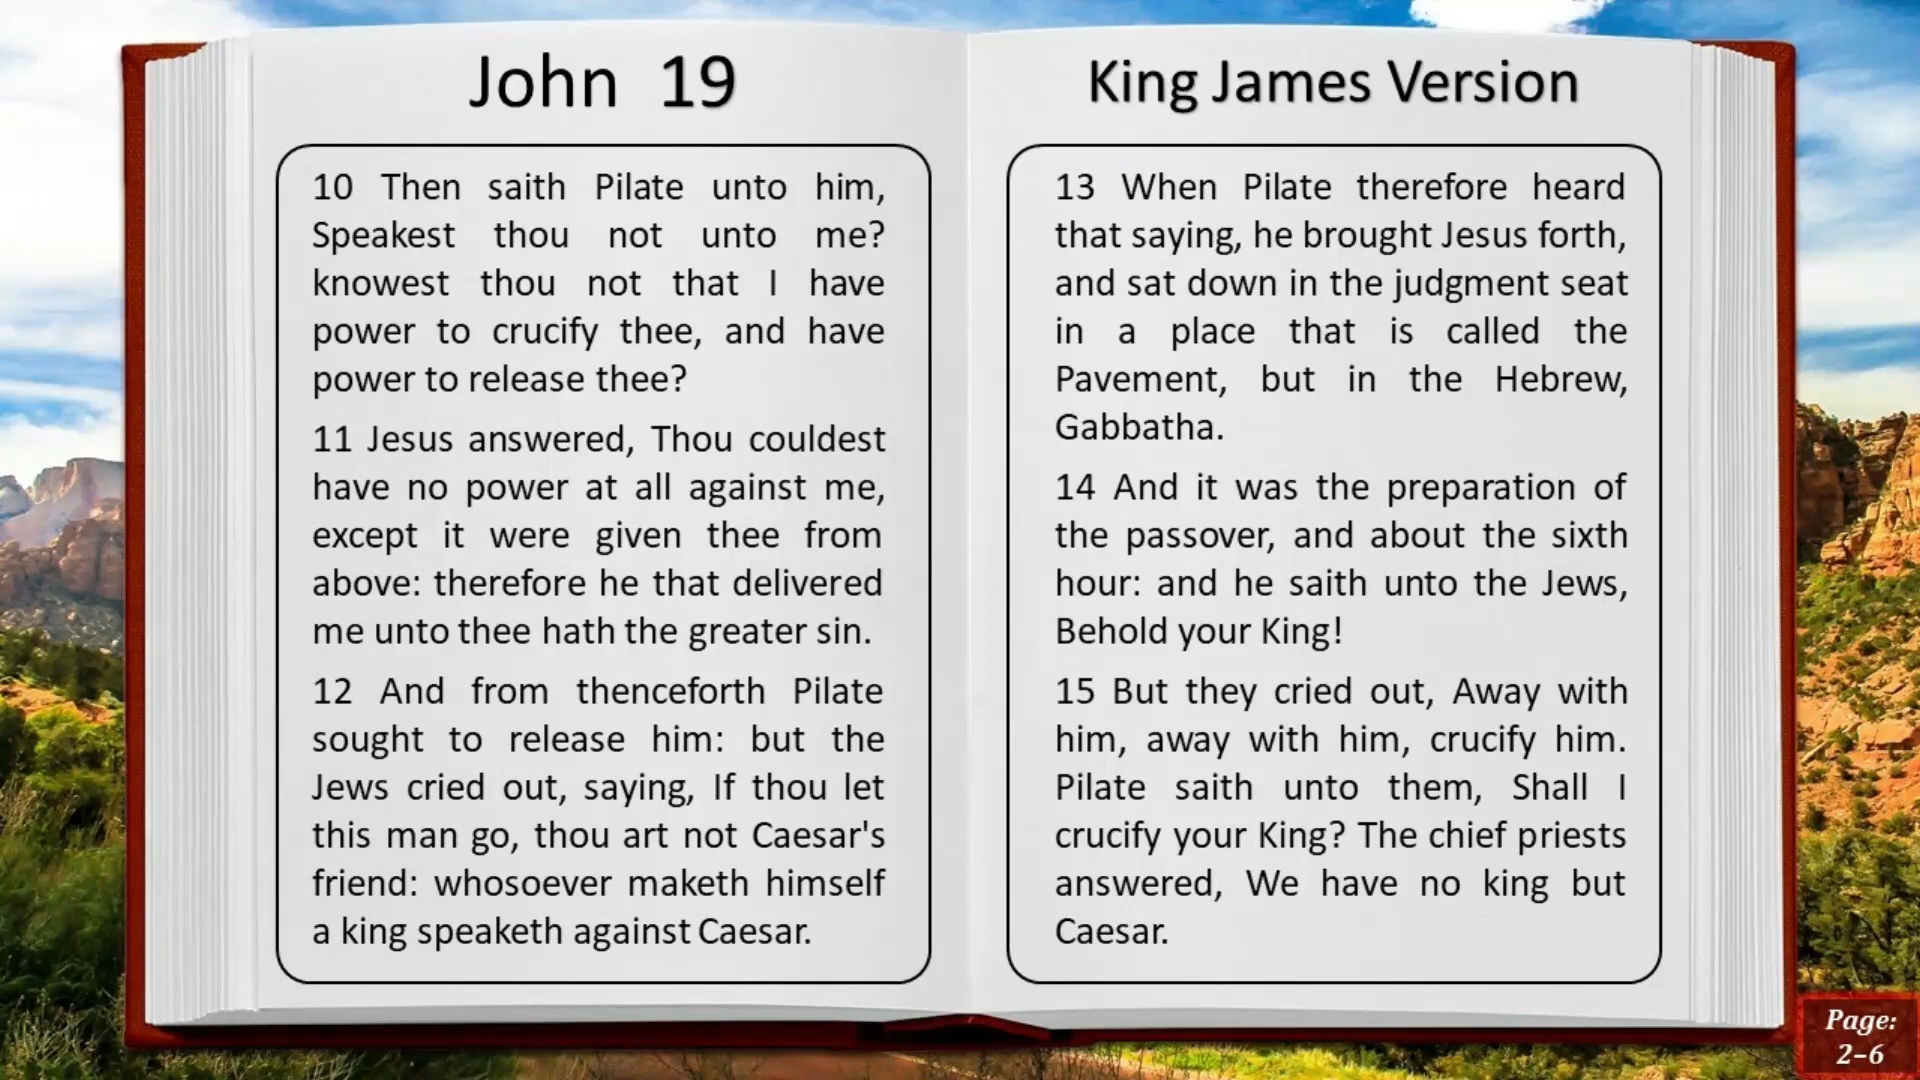 John 19
10 Then saith Pilate unto him,
Speakest thou not unto me?
knowest thou not that I have
power to crucify thee, and have
power to release thee?
11 Jesus answered, Thou couldest
have no power at all against me,
except it were given thee from
above: therefore he that delivered
me unto thee hath the greater sin.
12 And from thenceforth Pilate
sought to release him: but the
Jews cried out, saying, If thou let
this man go, thou art not Caesar's
friend: whosoever maketh himself
a king speaketh against Caesar.
King James Version
13 When Pilate therefore heard
that saying, he brought Jesus forth,
and sat down in the judgment seat
in a place that is called the
Pavement, but in the Hebrew,
Gabbatha.
14 And it was the preparation of
the passover, and about the sixth
hour: and he saith unto the Jews,
Behold your King!
15 But they cried out, Away with
him, away with him, crucify him.
Pilate saith unto them, Shall I
crucify your King? The chief priests
answered, We have no king but
Caesar.
Page:
2–6